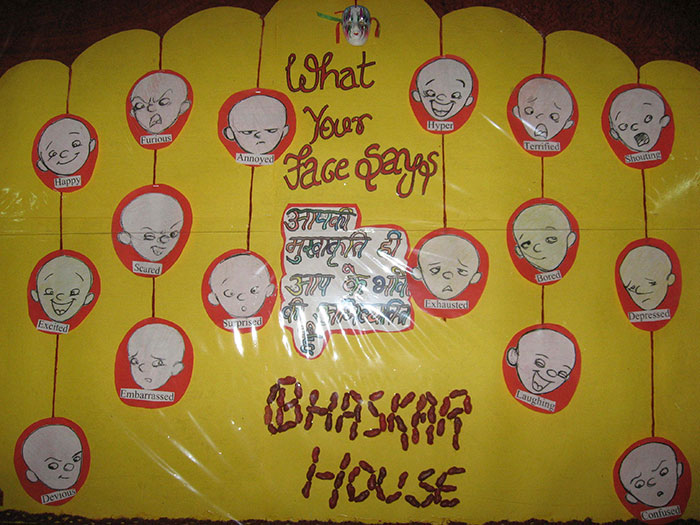 What
Your
Face Says
Happy
Furious
Annoyed
Hyper
Terrified
Shouting
Scared
Surprised
Excited
Embarrassed
Devious
आपकी
मुखाकृति ही
आप के
की
Exhausted
Bored
Depressed
Laughing
Confused
BHASKAR
HOUSE